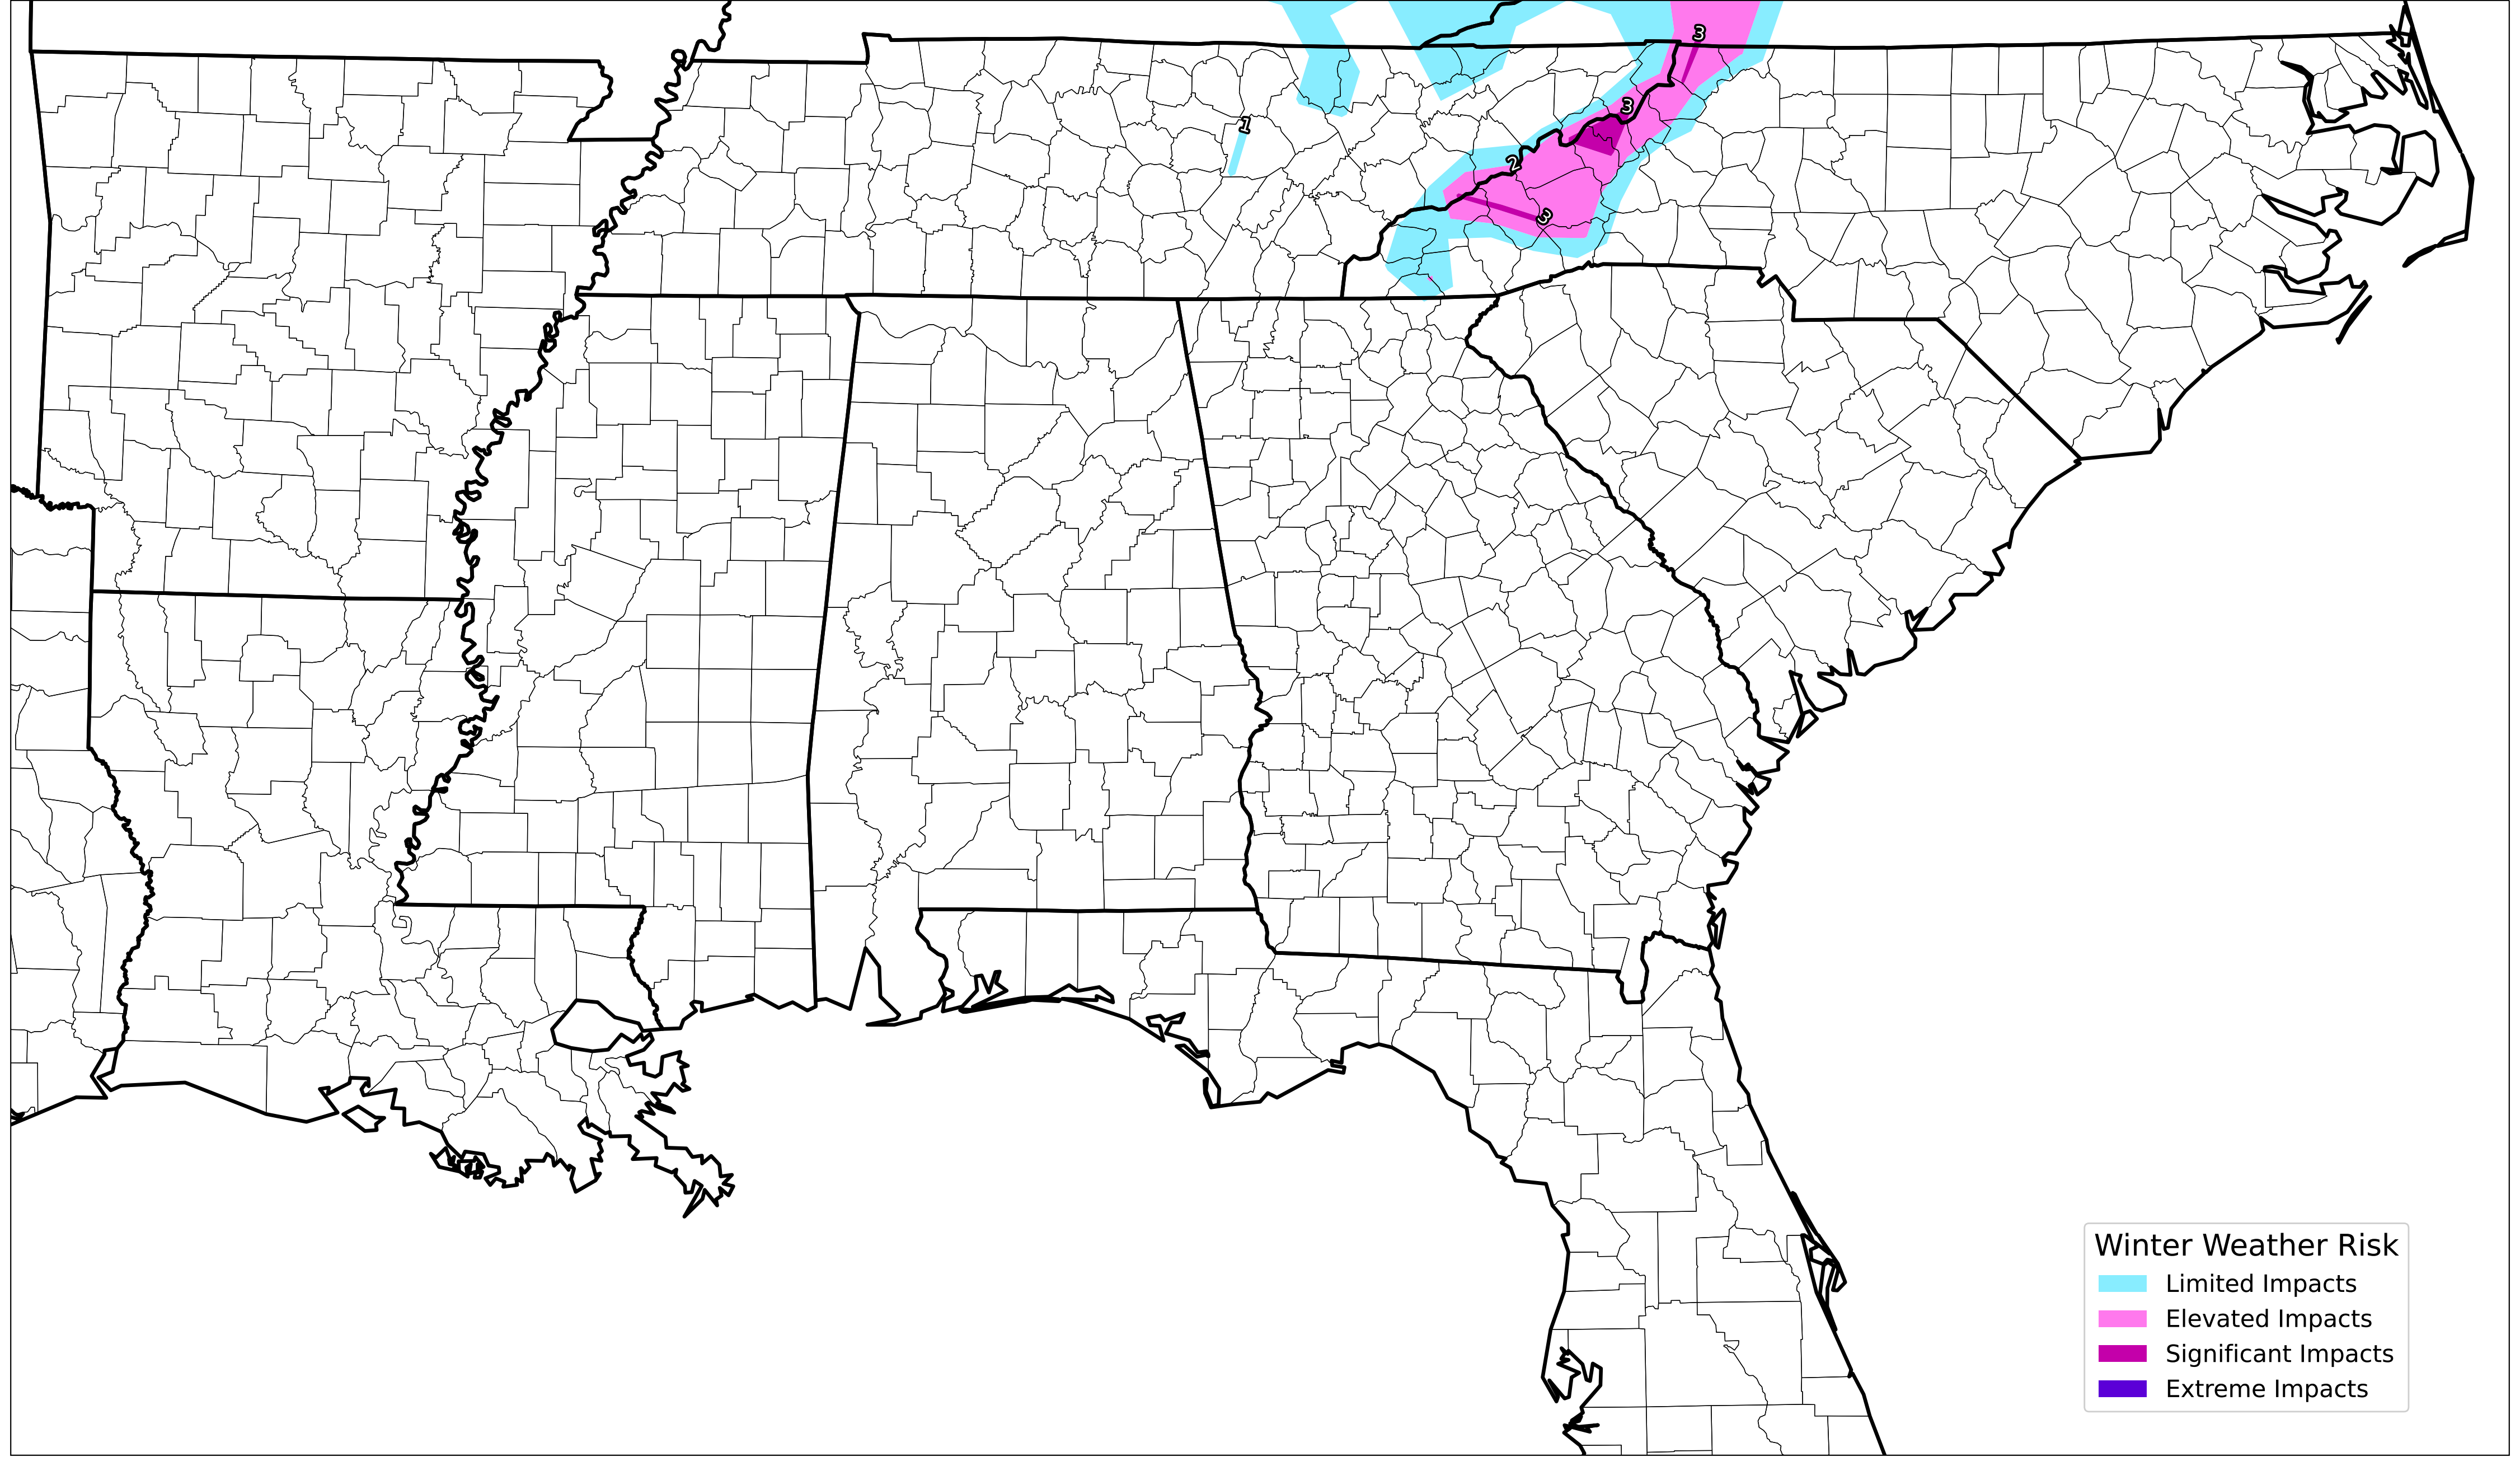 3
3
1
2
3
Winter Weather Risk
Limited Impacts
Elevated Impacts
Significant Impacts
Extreme Impacts